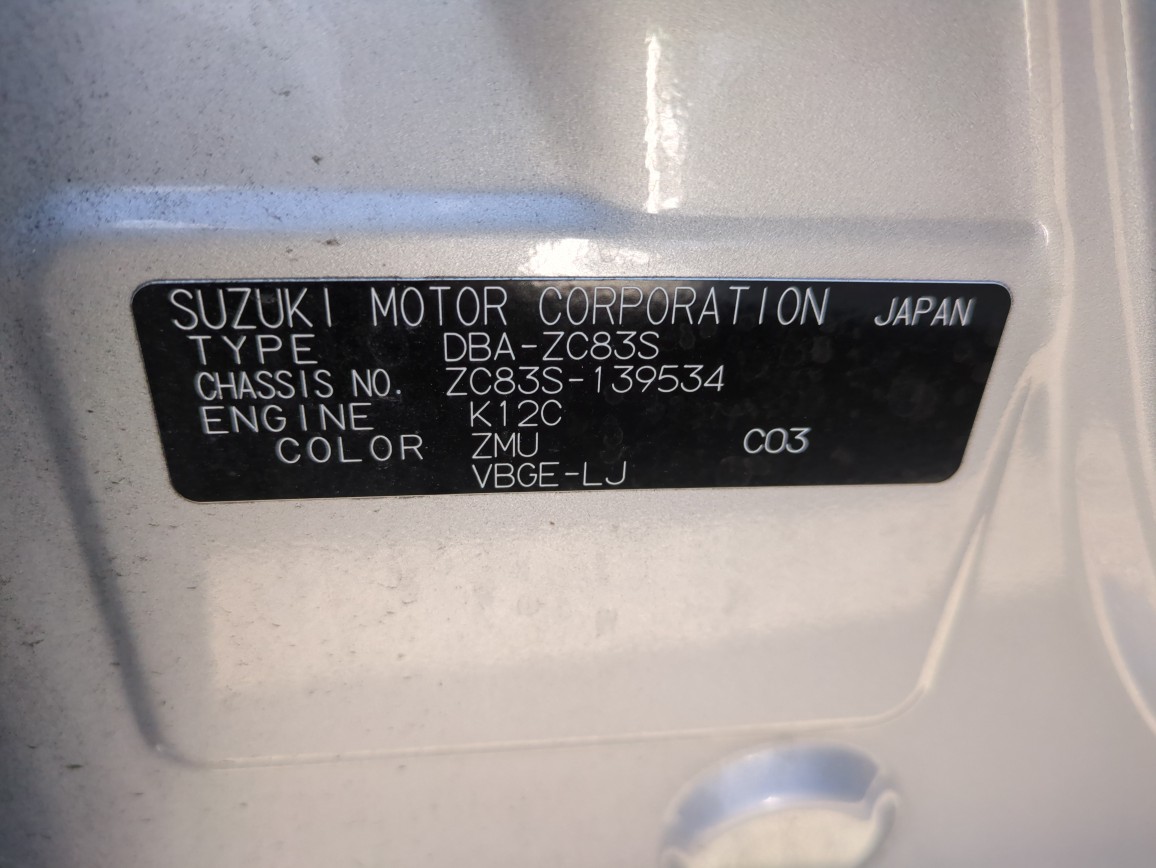 SUZUKI MOTOR CORPORATION JAPAN
TYPE DBA-ZC83S
CHASSIS NO. ZC83S-139534
ENGINE K12C
COLOR ZMU C03
VBGE-LJ